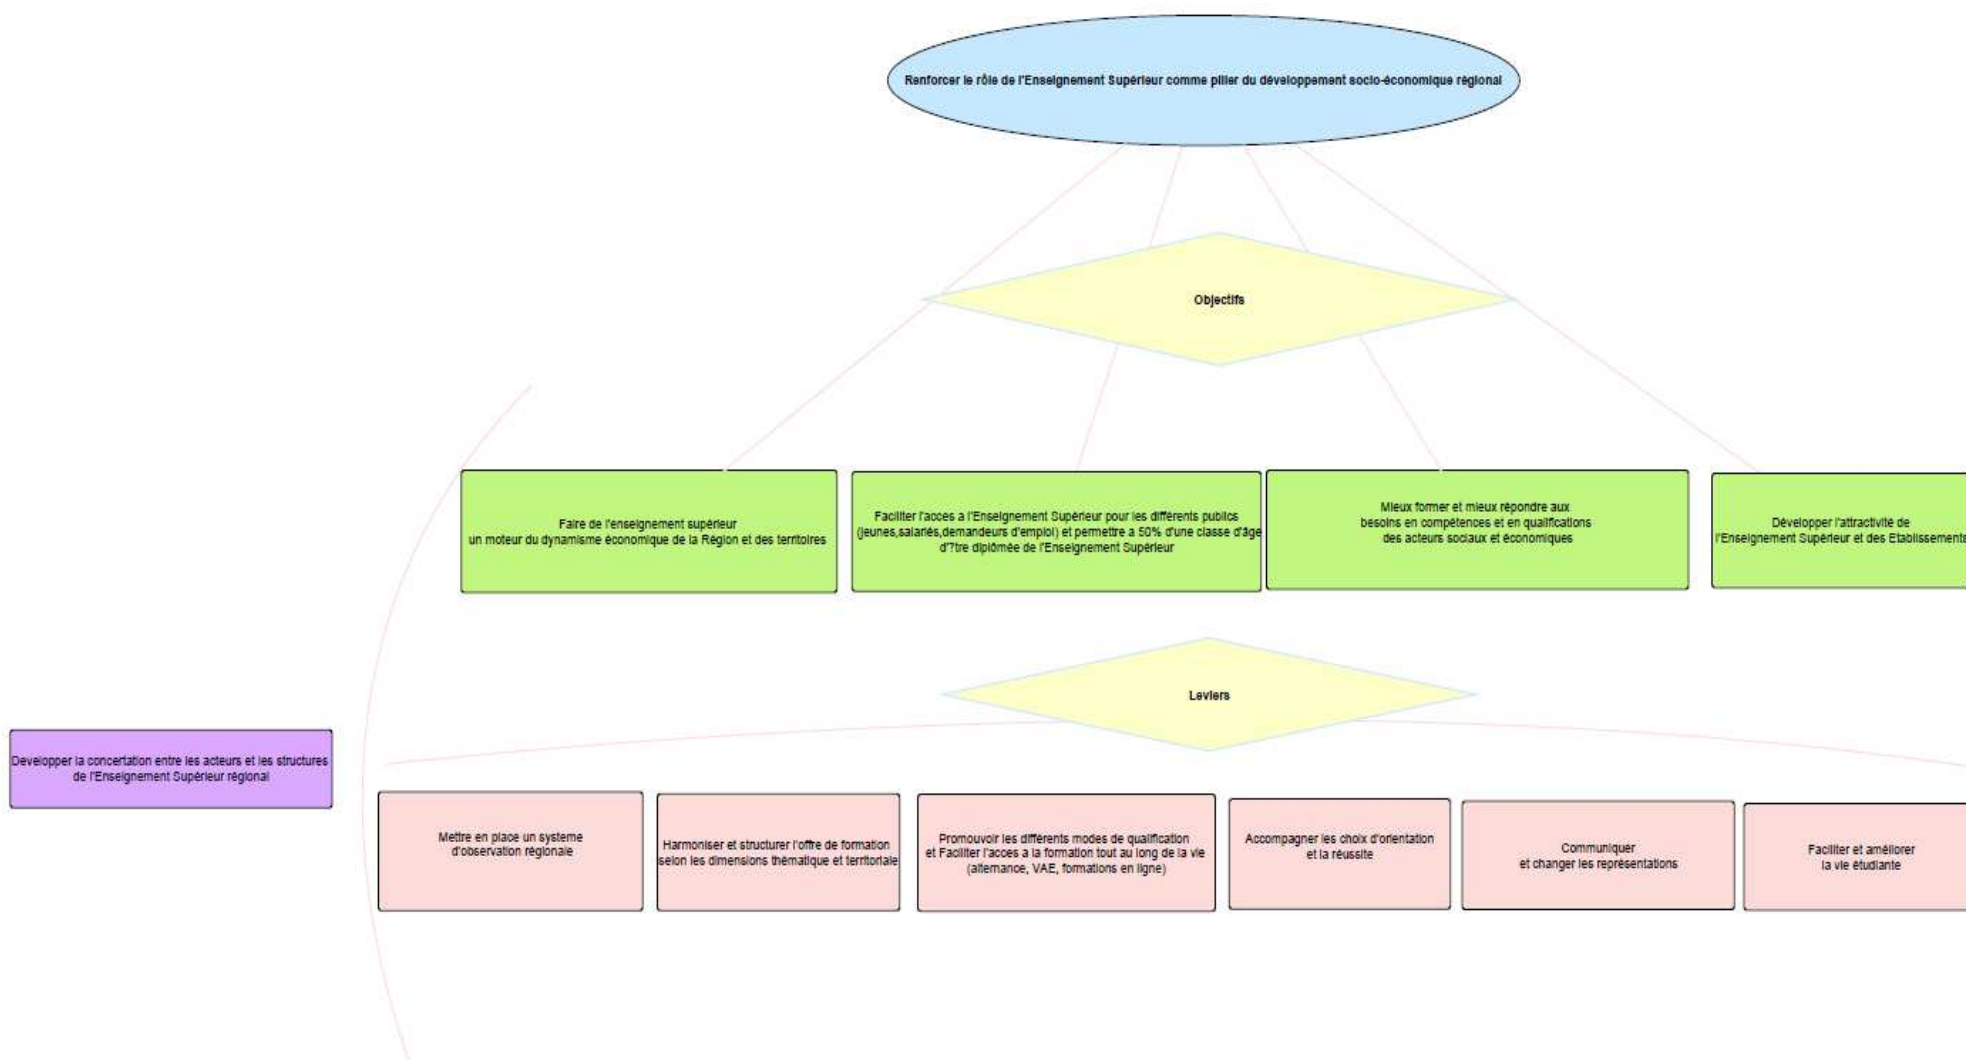 Renforcer le rôle de l'Enseignement Supérieur comme pilier du développement socio-économique régional
Objectifs
Faire de l'enseignement supérieur
un moteur du dynamisme économique de la Région et des territoires
Faciliter l'acces a l'Enseignement Supérieur pour les différents publics
(jeunes,salariés,demandeurs d'emploi) et permettre a 50% d'une classe d'âge
d'?tre diplômée de l'Enseignement Supérieur
Mieux former et mieux répondre aux
besoins en compétences et en qualifications
des acteurs sociaux et économiques
Développer l'attractivité de
l'Enseignement Supérieur et des Etablissements
Leviers
Developper la concertation entre les acteurs et les structures
de l'Enseignement Supérieur régional
Mettre en place un systeme
d'observation régionale
Harmoniser et structurer l'offre de formation
selon les dimensions thématique et territoriale
Promouvoir les différents modes de qualification
et Faciliter l'acces a la formation tout au long de la vie
(alternance, VAE, formations en ligne)
Accompagner les choix d'orientation
et la réussite
Communiquer
et changer les représentations
Faciliter et améliorer
la vie étudiante